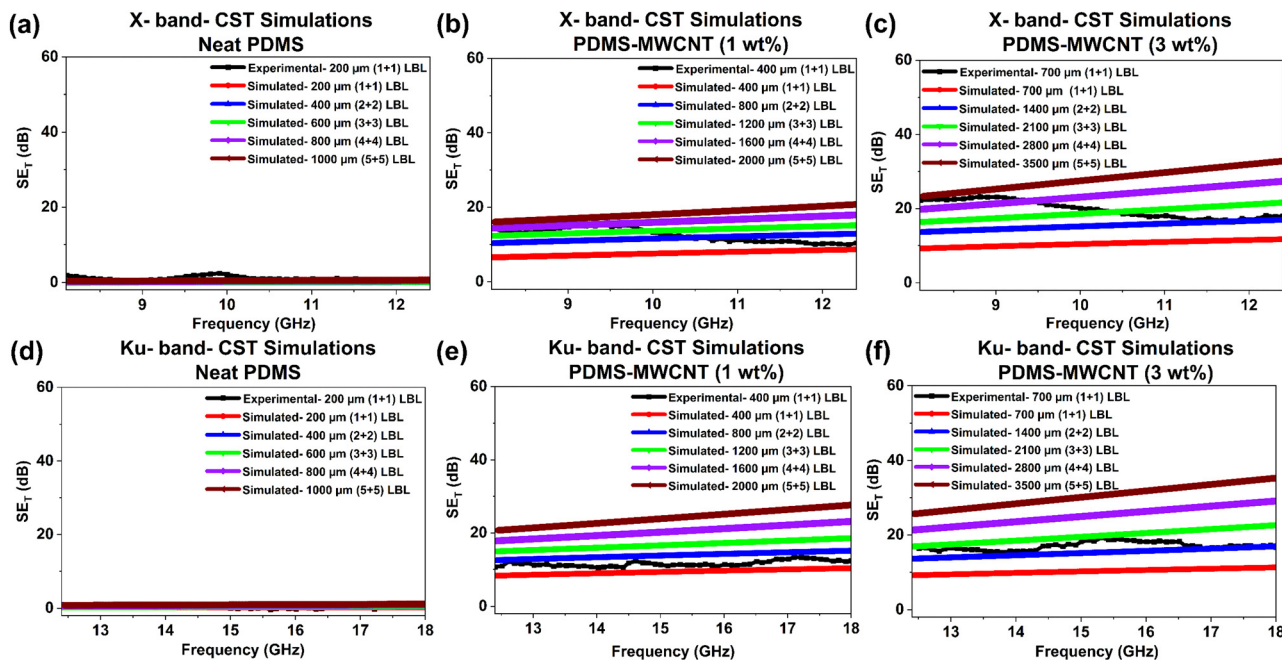 (a)
X- band- CST Simulations
Neat PDMS
60
40
20
0
SE_T (dB)
Experimental- 200 µm (1+1) LBL
Simulated- 200 µm (1+1) LBL
Simulated- 400 µm (2+2) LBL
Simulated- 600 µm (3+3) LBL
Simulated- 800 µm (4+4) LBL
Simulated- 1000 µm (5+5) LBL
9 10 11 12
Frequency (GHz)
(b)
X- band- CST Simulations
PDMS-MWCNT (1 wt%)
60
40
20
0
SE_T (dB)
Experimental- 400 µm (1+1) LBL
Simulated- 400 µm (1+1) LBL
Simulated- 800 µm (2+2) LBL
Simulated- 1200 µm (3+3) LBL
Simulated- 1600 µm (4+4) LBL
Simulated- 2000 µm (5+5) LBL
9 10 11 12
Frequency (GHz)
(c)
X- band- CST Simulations
PDMS-MWCNT (3 wt%)
60
40
20
0
SE_T (dB)
Experimental- 700 µm (1+1) LBL
Simulated- 700 µm (1+1) LBL
Simulated- 1400 µm (2+2) LBL
Simulated- 2100 µm (3+3) LBL
Simulated- 2800 µm (4+4) LBL
Simulated- 3500 µm (5+5) LBL
9 10 11 12
Frequency (GHz)
(d)
Ku- band- CST Simulations
Neat PDMS
60
40
20
0
SE_T (dB)
Experimental- 200 µm (1+1) LBL
Simulated- 200 µm (1+1) LBL
Simulated- 400 µm (2+2) LBL
Simulated- 600 µm (3+3) LBL
Simulated- 800 µm (4+4) LBL
Simulated- 1000 µm (5+5) LBL
13 14 15 16 17 18
Frequency (GHz)
(e)
Ku- band- CST Simulations
PDMS-MWCNT (1 wt%)
60
40
20
0
SE_T (dB)
Experimental- 400 µm (1+1) LBL
Simulated- 400 µm (1+1) LBL
Simulated- 800 µm (2+2) LBL
Simulated- 1200 µm (3+3) LBL
Simulated- 1600 µm (4+4) LBL
Simulated- 2000 µm (5+5) LBL
13 14 15 16 17 18
Frequency (GHz)
(f)
Ku- band- CST Simulations
PDMS-MWCNT (3 wt%)
60
40
20
0
SE_T (dB)
Experimental- 700 µm (1+1) LBL
Simulated- 700 µm (1+1) LBL
Simulated- 1400 µm (2+2) LBL
Simulated- 2100 µm (3+3) LBL
Simulated- 2800 µm (4+4) LBL
Simulated- 3500 µm (5+5) LBL
13 14 15 16 17 18
Frequency (GHz)